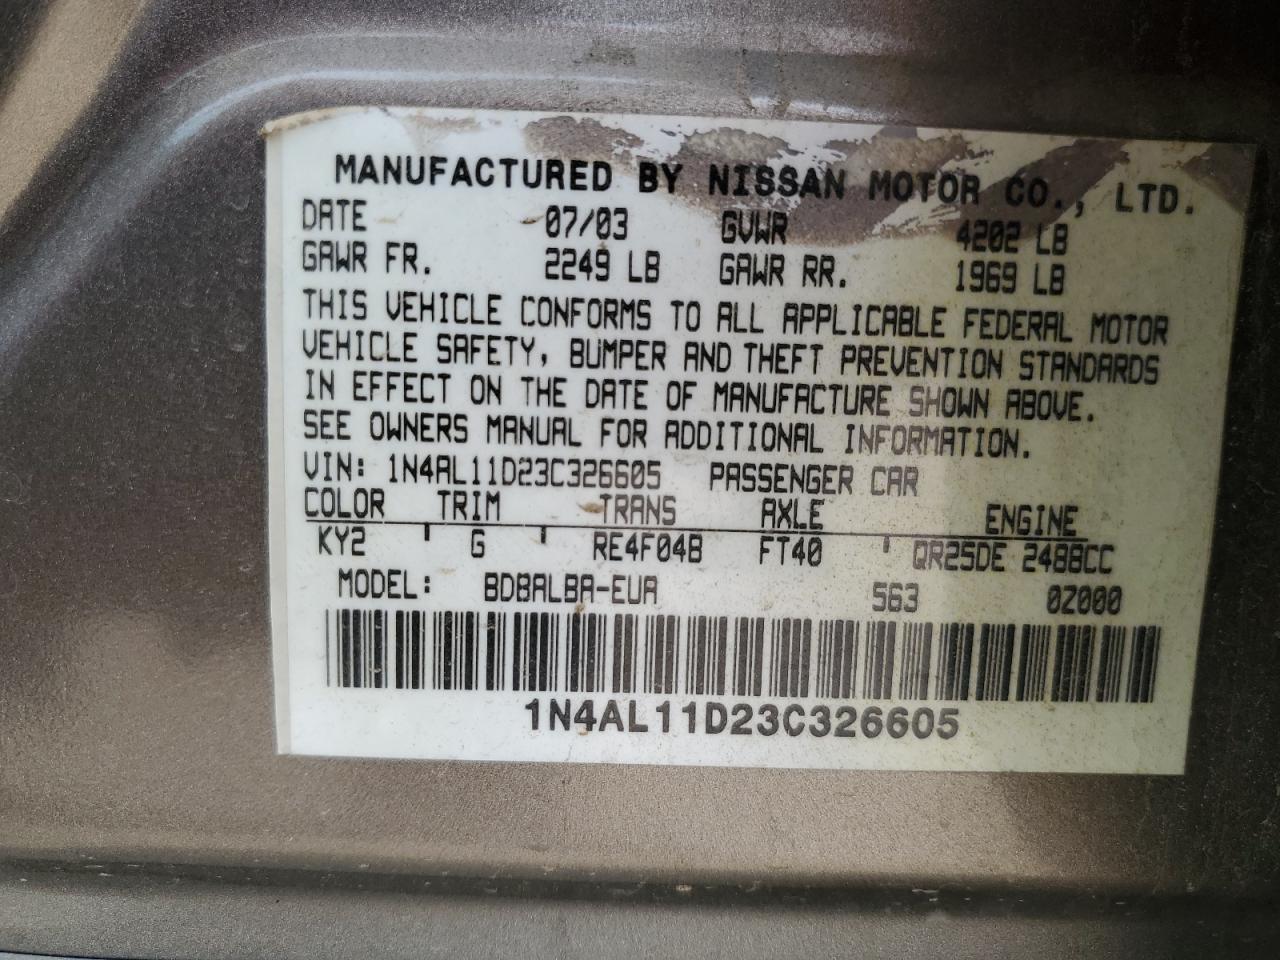 MANUFACTURED BY NISSAN MOTOR CO., LTD.
DATE 07/03 GVWR 4202 LB
GAWR FR. 2249 LB GAWR RR. 1969 LB
THIS VEHICLE CONFORMS TO ALL APPLICABLE FEDERAL MOTOR
VEHICLE SAFETY, BUMPER AND THEFT PREVENTION STANDARDS
IN EFFECT ON THE DATE OF MANUFACTURE SHOWN ABOVE.
SEE OWNERS MANUAL FOR ADDITIONAL INFORMATION.
VIN: 1N4AL11D23C326605 PASSENGER CAR
COLOR TRIM TRANS AXLE ENGINE
KY2 G RE4F04B FT40 QR25DE 2488CC
MODEL: BDBALBA-EUA 563 0Z000
1N4AL11D23C326605